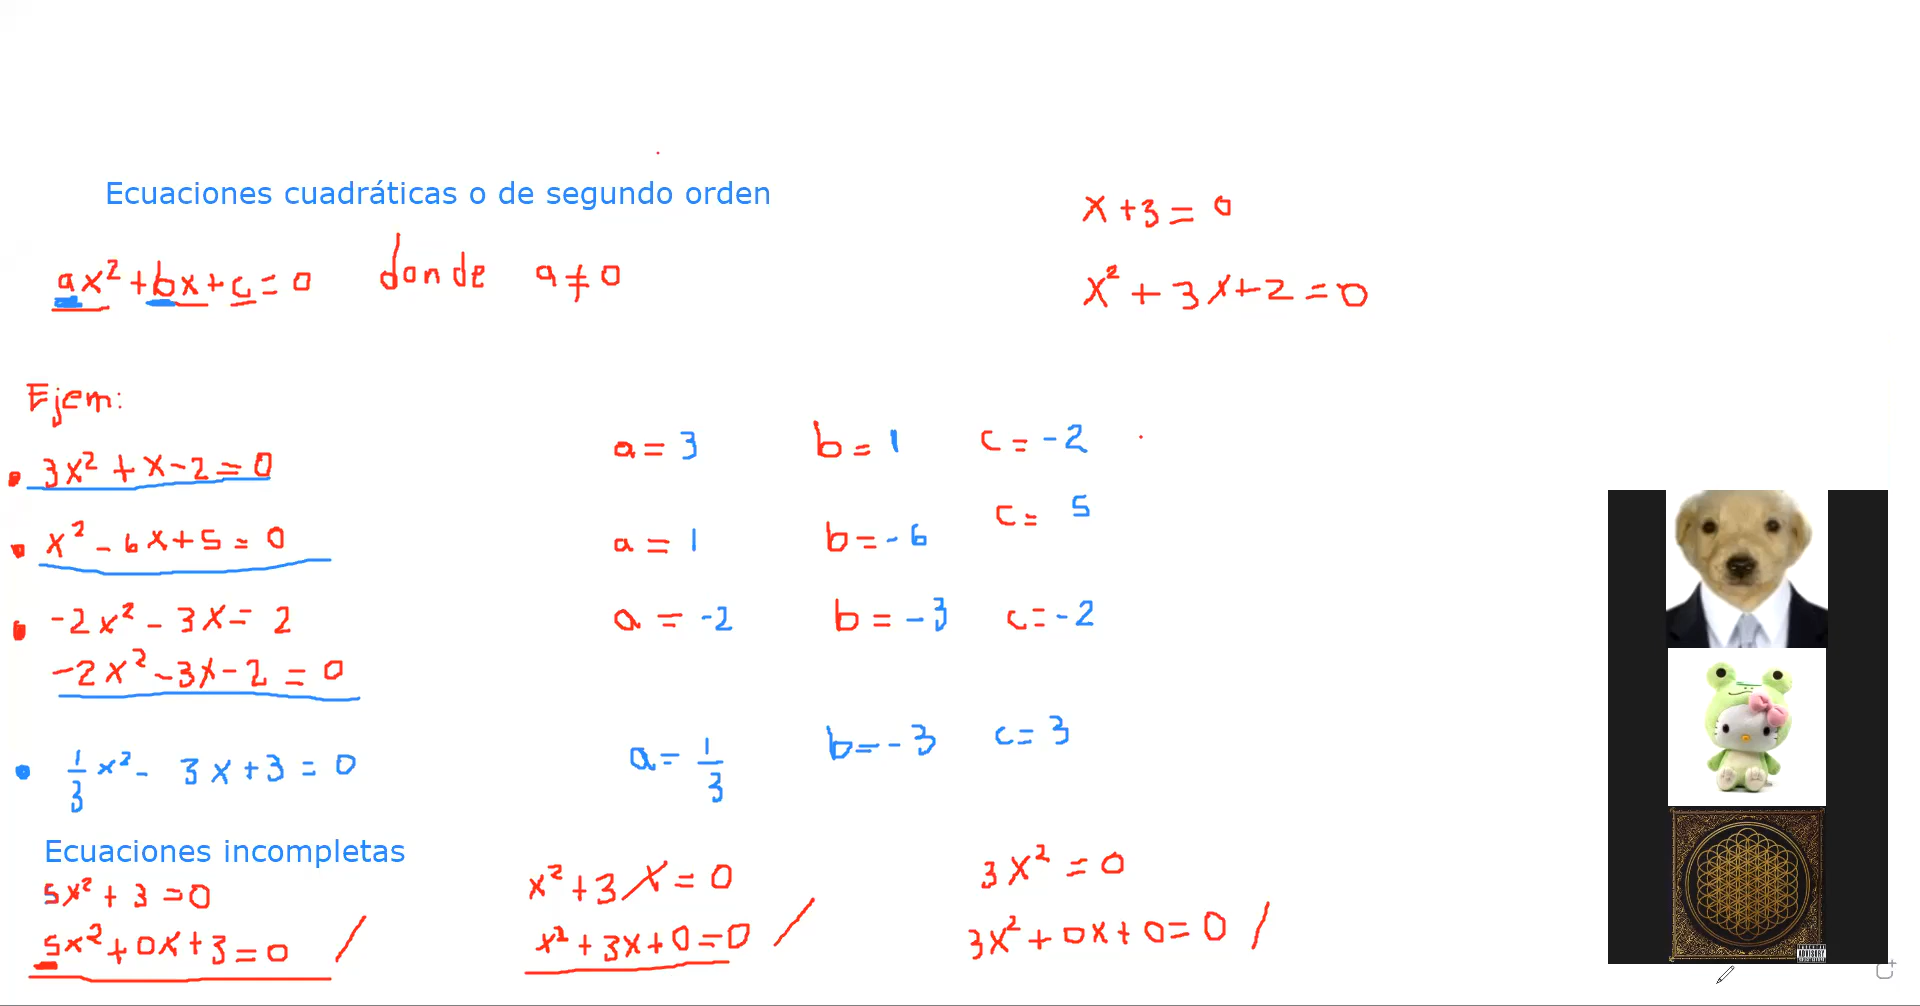 Ecuaciones cuadráticas o de segundo orden
ax² + bx + c = 0 donde a ≠ 0
x + 3 = 0
x² + 3x + 2 = 0
Ejem:
• 3x² + x - 2 = 0 a = 3 b = 1 c = -2
• x² - 6x + 5 = 0 a = 1 b = -6 c = 5
• -2x² - 3x = 2 a = -2 b = -3 c = -2
-2x² - 3x - 2 = 0
• 1/3 x² - 3x + 3 = 0 a = 1/3 b = -3 c = 3
Ecuaciones incompletas
5x² + 3 = 0
5x² + 0x + 3 = 0 /
x² + 3x = 0
x² + 3x + 0 = 0 /
3x² = 0
3x² + 0x + 0 = 0 /